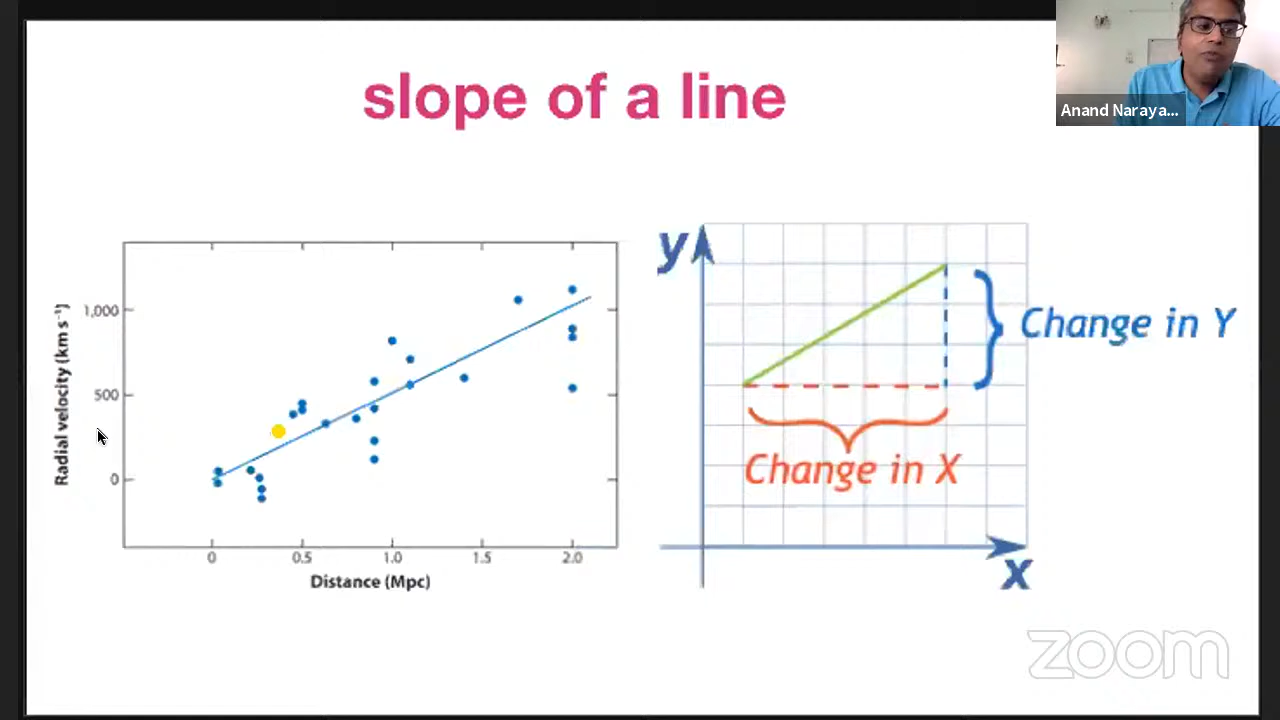 slope of a line
Anand Naraya...
Radial velocity (km s⁻¹)
1,000
500
0
0 0.5 1.0 1.5 2.0
Distance (Mpc)
y
Change in Y
Change in X
x
zoom